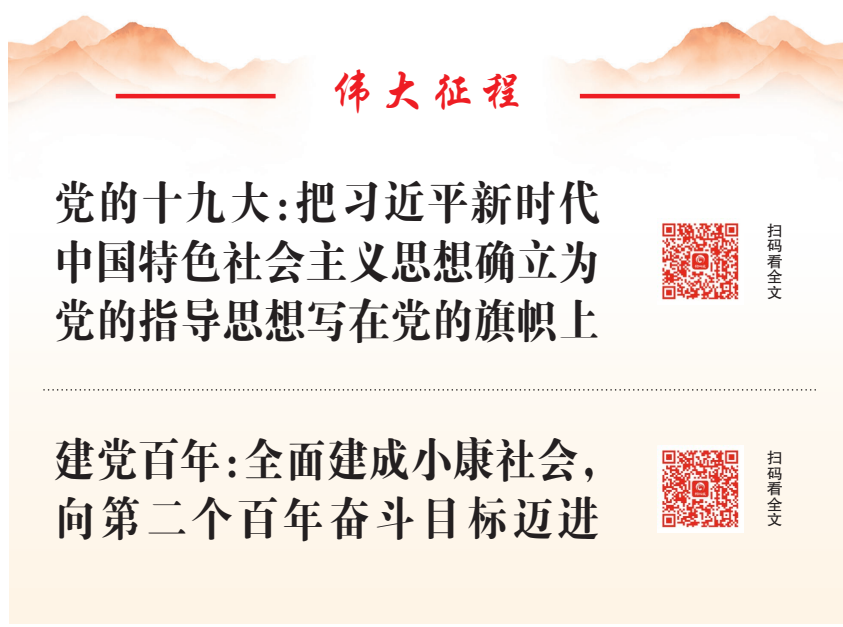 伟大征程
党的十九大:把习近平新时代
中国特色社会主义思想确立为
党的指导思想写在党的旗帜上
扫码看全文
建党百年:全面建成小康社会,
向第二个百年奋斗目标迈进
扫码看全文